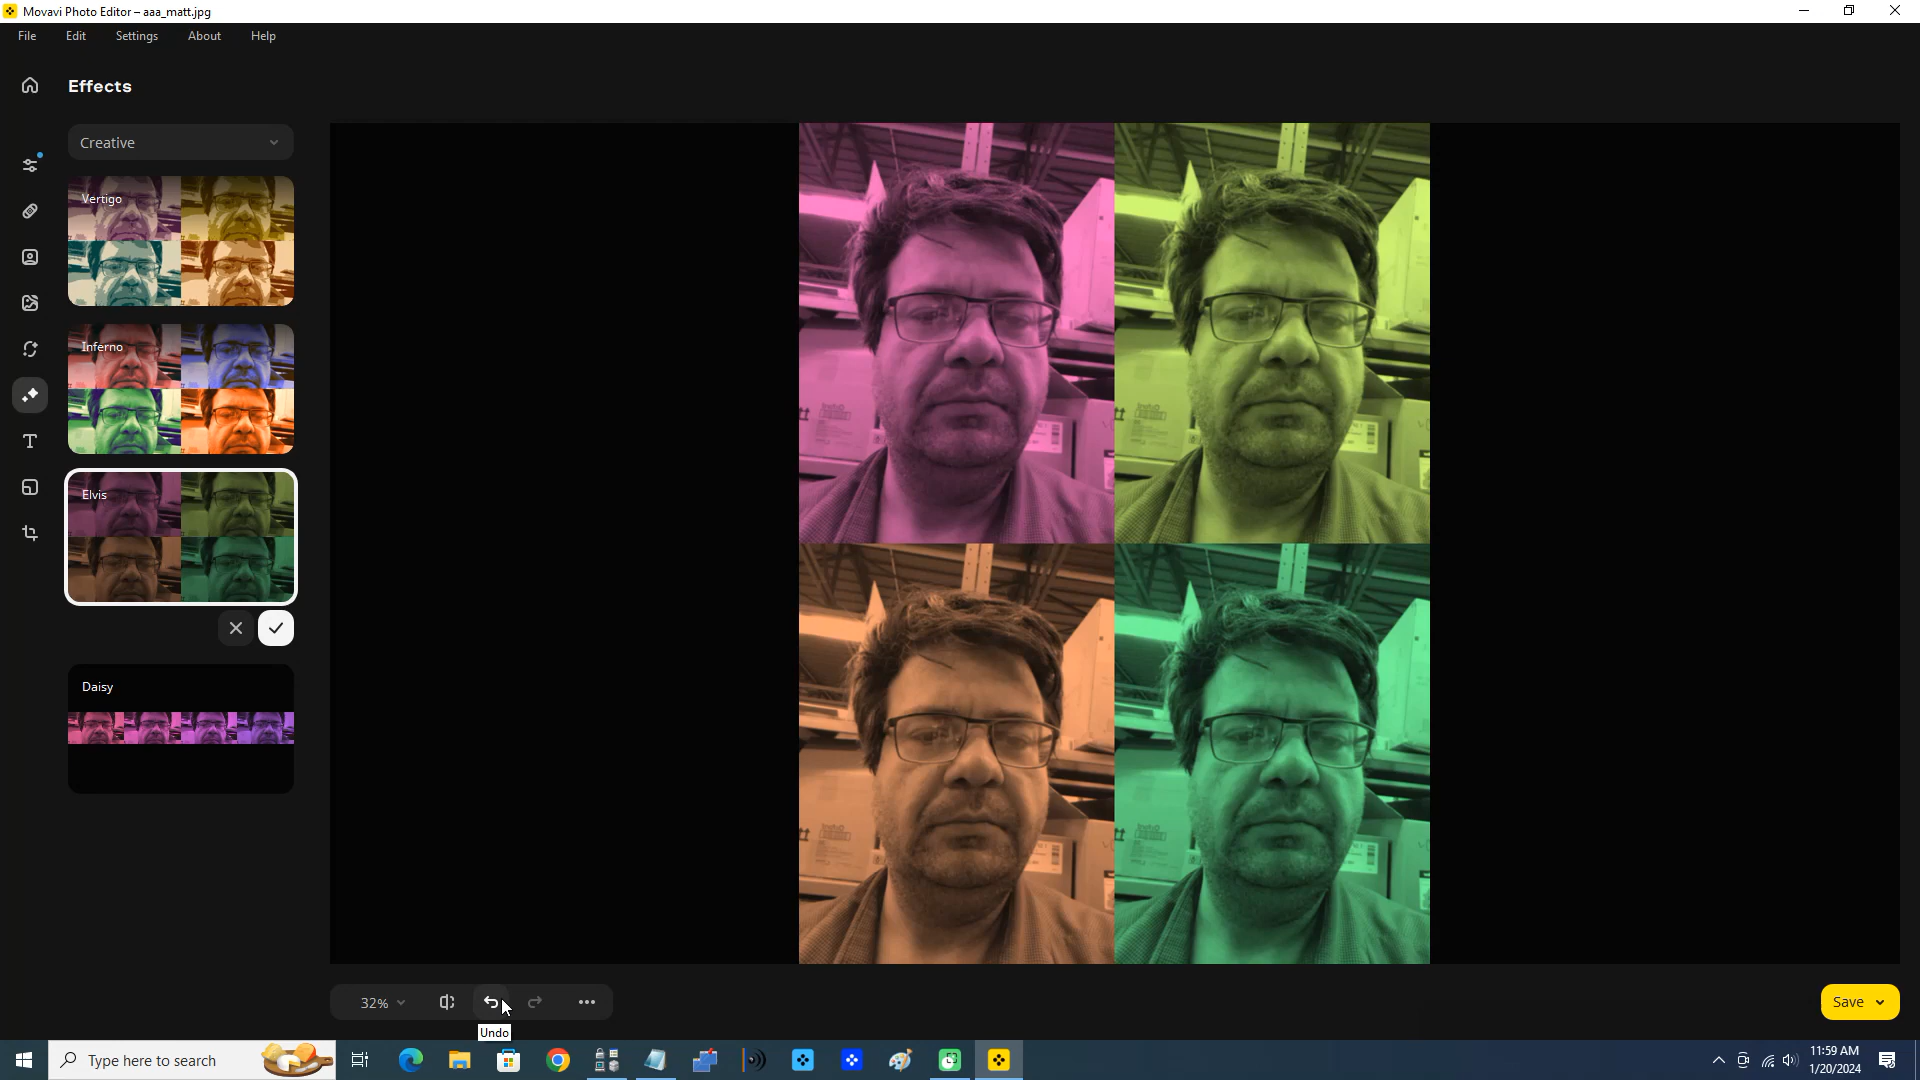 Movavi Photo Editor – aaa_matt.jpg
File Edit Settings About Help
Effects
Creative
Vertigo
Inferno
Elvis
Daisy
32%
Undo
Save
Type here to search
11:59 AM
1/20/2024